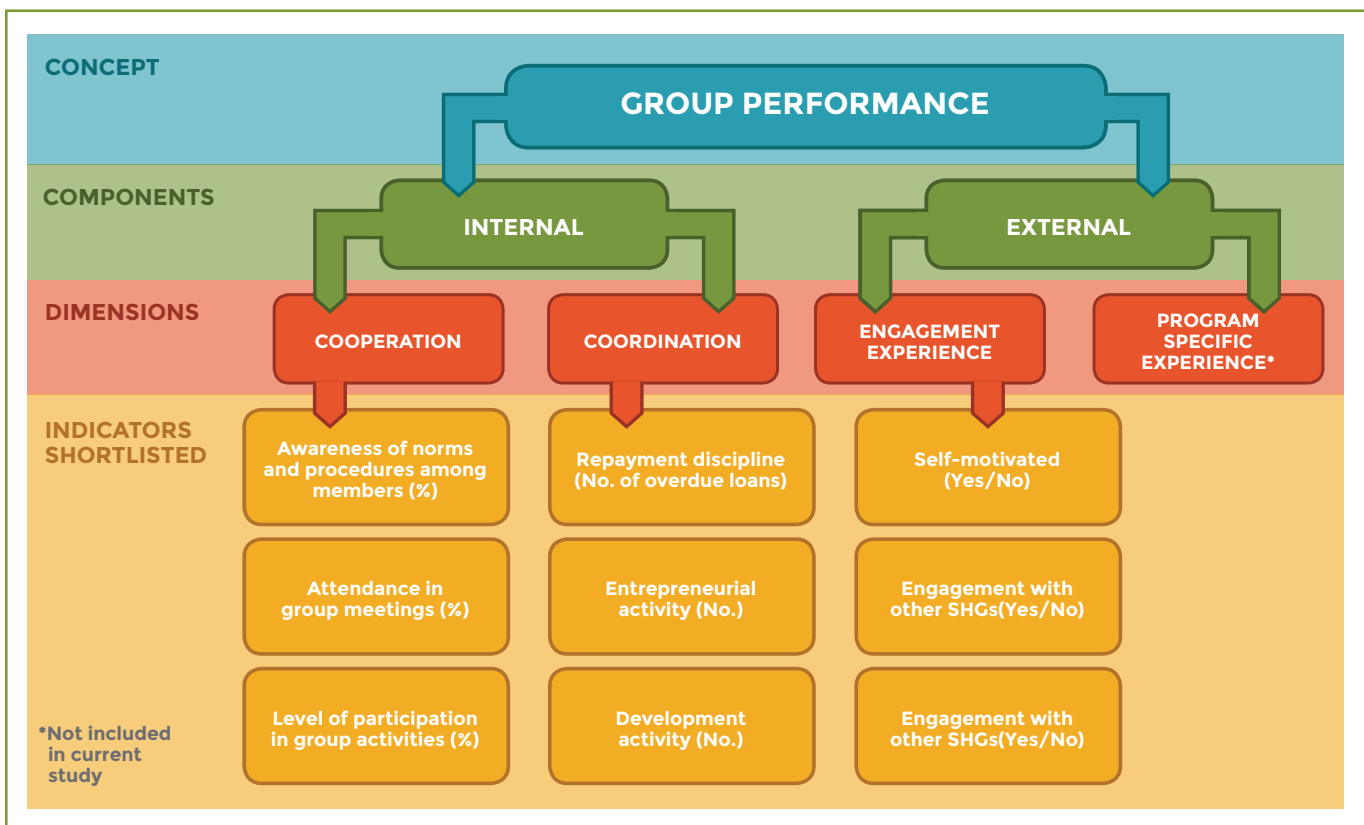 CONCEPT
GROUP PERFORMANCE
COMPONENTS
INTERNAL
EXTERNAL
DIMENSIONS
COOPERATION
COORDINATION
ENGAGEMENT
EXPERIENCE
PROGRAM
SPECIFIC
EXPERIENCE*
INDICATORS
SHORTLISTED
Awareness of norms
and procedures among
members (%)
Repayment discipline
(No. of overdue loans)
Self-motivated
(Yes/No)
Attendance in
group meetings (%)
Entrepreneurial
activity (No.)
Engagement with
other SHGs(Yes/No)
Level of participation
in group activities (%)
Development
activity (No.)
Engagement with
other SHGs(Yes/No)
*Not included
in current
study